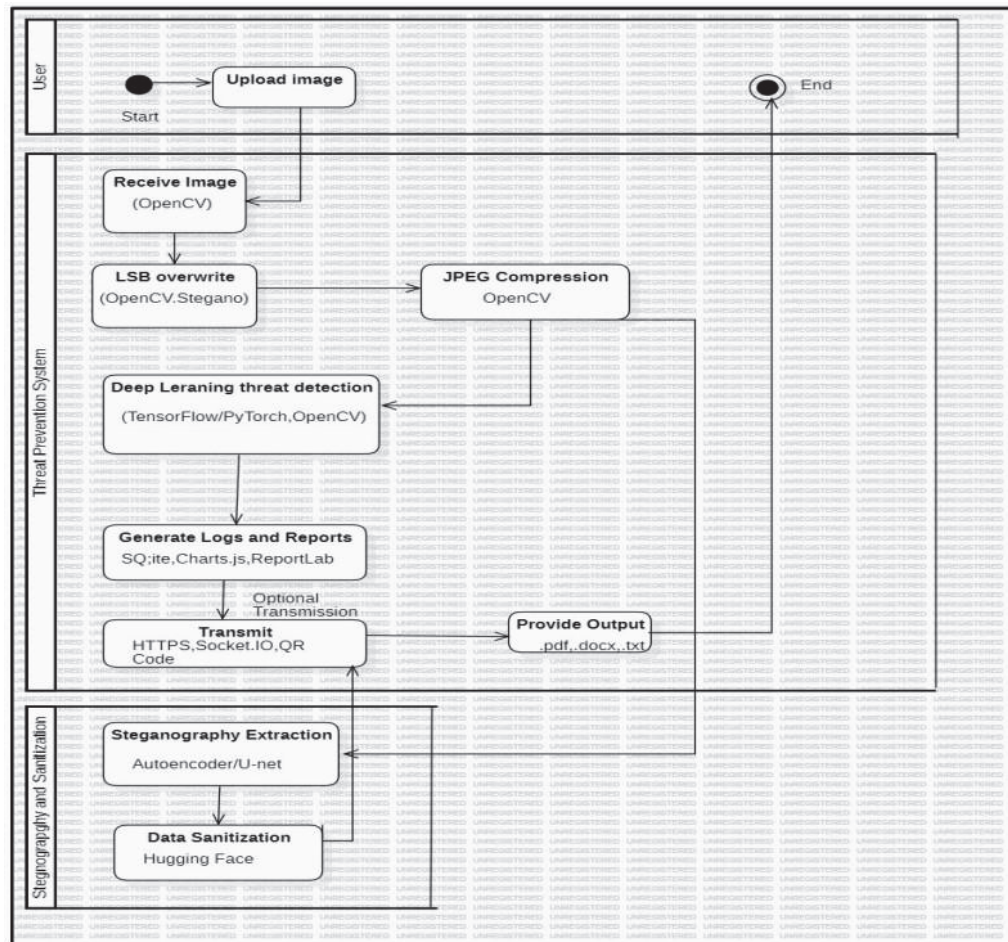 User
Upload image
Start
End
Threat Prevention System
Receive Image
(OpenCV)
LSB overwrite
(OpenCV.Stegano)
JPEG Compression
OpenCV
Deep Leraning threat detection
(TensorFlow/PyTorch,OpenCV)
Generate Logs and Reports
SQ;ite,Charts.js,ReportLab
Optional
Transmission
Transmit
HTTPS,Socket.IO,QR
Code
Provide Output
.pdf,.docx,.txt
Stegnograpghy and Sanitization
Steganography Extraction
Autoencoder/U-net
Data Sanitization
Hugging Face
UNREGISTERED